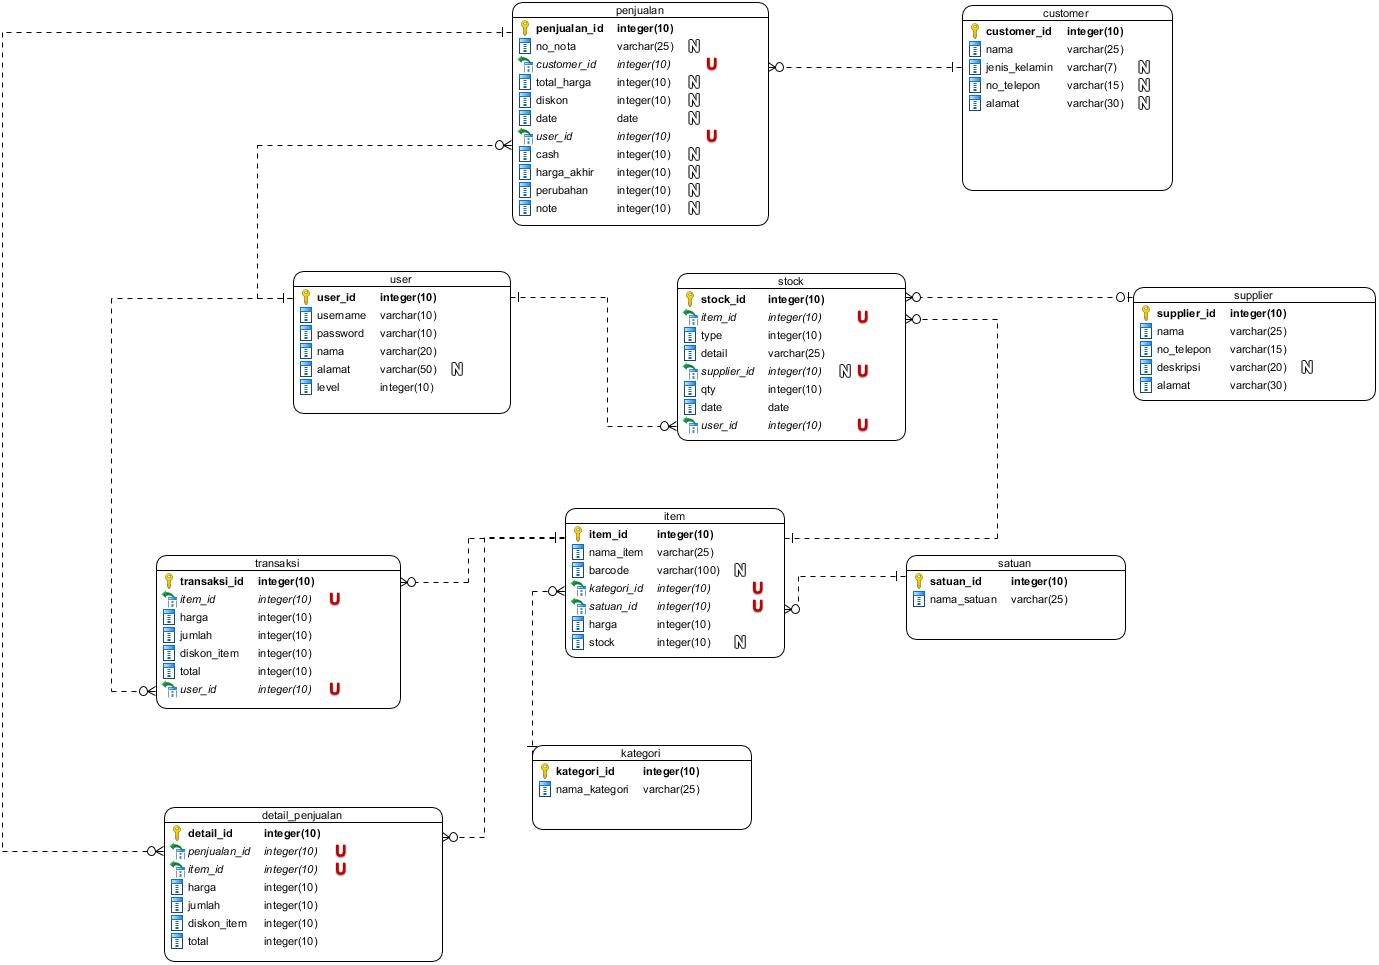 penjualan
penjualan_id integer(10)
no_nota varchar(25) N
customer_id integer(10) U
total_harga integer(10) N
diskon integer(10) N
date date N
user_id integer(10) U
cash integer(10) N
harga_akhir integer(10) N
perubahan integer(10) N
note integer(10) N
customer
customer_id integer(10)
nama varchar(25)
jenis_kelamin varchar(7) N
no_telepon varchar(15) N
alamat varchar(30) N
user
user_id integer(10)
username varchar(10)
password varchar(10)
nama varchar(20)
alamat varchar(50) N
level integer(10)
stock
stock_id integer(10)
item_id integer(10) U
type integer(10)
detail varchar(25)
supplier_id integer(10) N U
qty integer(10)
date date
user_id integer(10) U
supplier
supplier_id integer(10)
nama varchar(25)
no_telepon varchar(15)
deskripsi varchar(20) N
alamat varchar(30)
item
item_id integer(10)
nama_item varchar(25)
barcode varchar(100) N
kategori_id integer(10) U
satuan_id integer(10) U
harga integer(10)
stock integer(10) N
transaksi
transaksi_id integer(10)
item_id integer(10) U
harga integer(10)
jumlah integer(10)
diskon_item integer(10)
total integer(10)
user_id integer(10) U
satuan
satuan_id integer(10)
nama_satuan varchar(25)
kategori
kategori_id integer(10)
nama_kategori varchar(25)
detail_penjualan
detail_id integer(10)
penjualan_id integer(10) U
item_id integer(10) U
harga integer(10)
jumlah integer(10)
diskon_item integer(10)
total integer(10)